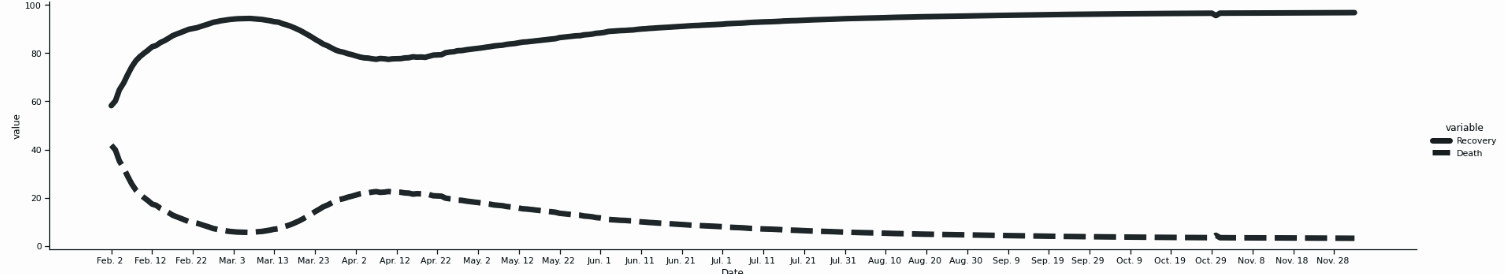 100
80
60
40
20
0
value
Feb. 2 Feb. 12 Feb. 22 Mar. 3 Mar. 13 Mar. 23 Apr. 2 Apr. 12 Apr. 22 May. 2 May. 12 May. 22 Jun. 1 Jun. 11 Jun. 21 Jul. 1 Jul. 11 Jul. 21 Jul. 31 Aug. 10 Aug. 20 Aug. 30 Sep. 9 Sep. 19 Sep. 29 Oct. 9 Oct. 19 Oct. 29 Nov. 8 Nov. 18 Nov. 28
Date
variable
Recovery
Death